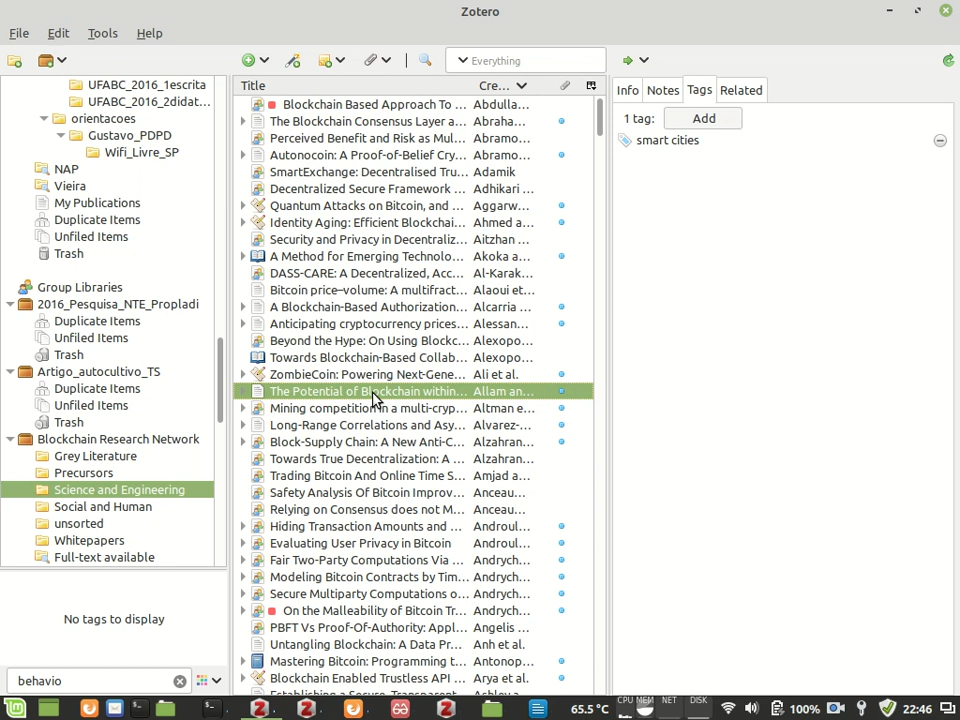 Zotero
File Edit Tools Help
Everything
UFABC_2016_1escrita
UFABC_2016_2didat...
orientacoes
Gustavo_PDPD
Wifi_Livre_SP
NAP
Vieira
My Publications
Duplicate Items
Unfiled Items
Trash
Group Libraries
2016_Pesquisa_NTE_Propladi
Duplicate Items
Unfiled Items
Trash
Artigo_autocultivo_TS
Duplicate Items
Unfiled Items
Trash
Blockchain Research Network
Grey Literature
Precursors
Science and Engineering
Social and Human
unsorted
Whitepapers
Full-text available
No tags to display
behavio
Title Cre...
Blockchain Based Approach To ... Abdulla...
The Blockchain Consensus Layer a... Abraha...
Perceived Benefit and Risk as Mul... Abramo...
Autonocoin: A Proof-of-Belief Cry... Abramo...
SmartExchange: Decentralised Tru... Adamik
Decentralized Secure Framework ... Adhikari ...
Quantum Attacks on Bitcoin, and ... Aggarw...
Identity Aging: Efficient Blockchai... Ahmed a...
Security and Privacy in Decentraliz... Aitzhan ...
A Method for Emerging Technolo... Akoka a...
DASS-CARE: A Decentralized, Acc... Al-Karak...
Bitcoin price–volume: A multifract... Alaoui et...
A Blockchain-Based Authorization... Alcarria ...
Anticipating cryptocurrency prices... Alessan...
Beyond the Hype: On Using Blockc... Alexopo...
Towards Blockchain-Based Collab... Alexopo...
ZombieCoin: Powering Next-Gene... Ali et al.
The Potential of Blockchain within... Allam an...
Mining competition in a multi-cryp... Altman e...
Long-Range Correlations and Asy... Alvarez-...
Block-Supply Chain: A New Anti-C... Alzahran...
Towards True Decentralization: A ... Alzahran...
Trading Bitcoin And Online Time S... Amjad a...
Safety Analysis Of Bitcoin Improv... Anceau...
Relying on Consensus does not M... Anceau...
Hiding Transaction Amounts and ... Androul...
Evaluating User Privacy in Bitcoin Androul...
Fair Two-Party Computations Via ... Andrych...
Modeling Bitcoin Contracts by Tim... Andrych...
Secure Multiparty Computations o... Andrych...
On the Malleability of Bitcoin Tr... Andrych...
PBFT Vs Proof-Of-Authority: Appl... Angelis ...
Untangling Blockchain: A Data Pr... Anh et al.
Mastering Bitcoin: Programming t... Antonop...
Blockchain Enabled Trustless API ... Arya et al.
Establishing a Secure, Transparent... Ashley a...
Info Notes Tags Related
1 tag: Add
smart cities
65.5°C CPU MEM NET DISK 100% 22:46